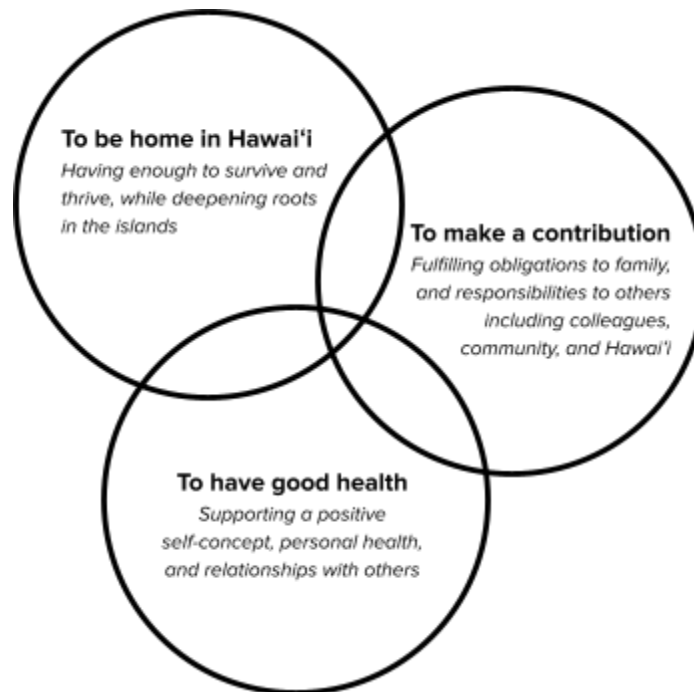 To be home in Hawaiʻi
Having enough to survive and
thrive, while deepening roots
in the islands
To make a contribution
Fulfilling obligations to family,
and responsibilities to others
including colleagues,
community, and Hawai'i
To have good health
Supporting a positive
self-concept, personal health,
and relationships with others